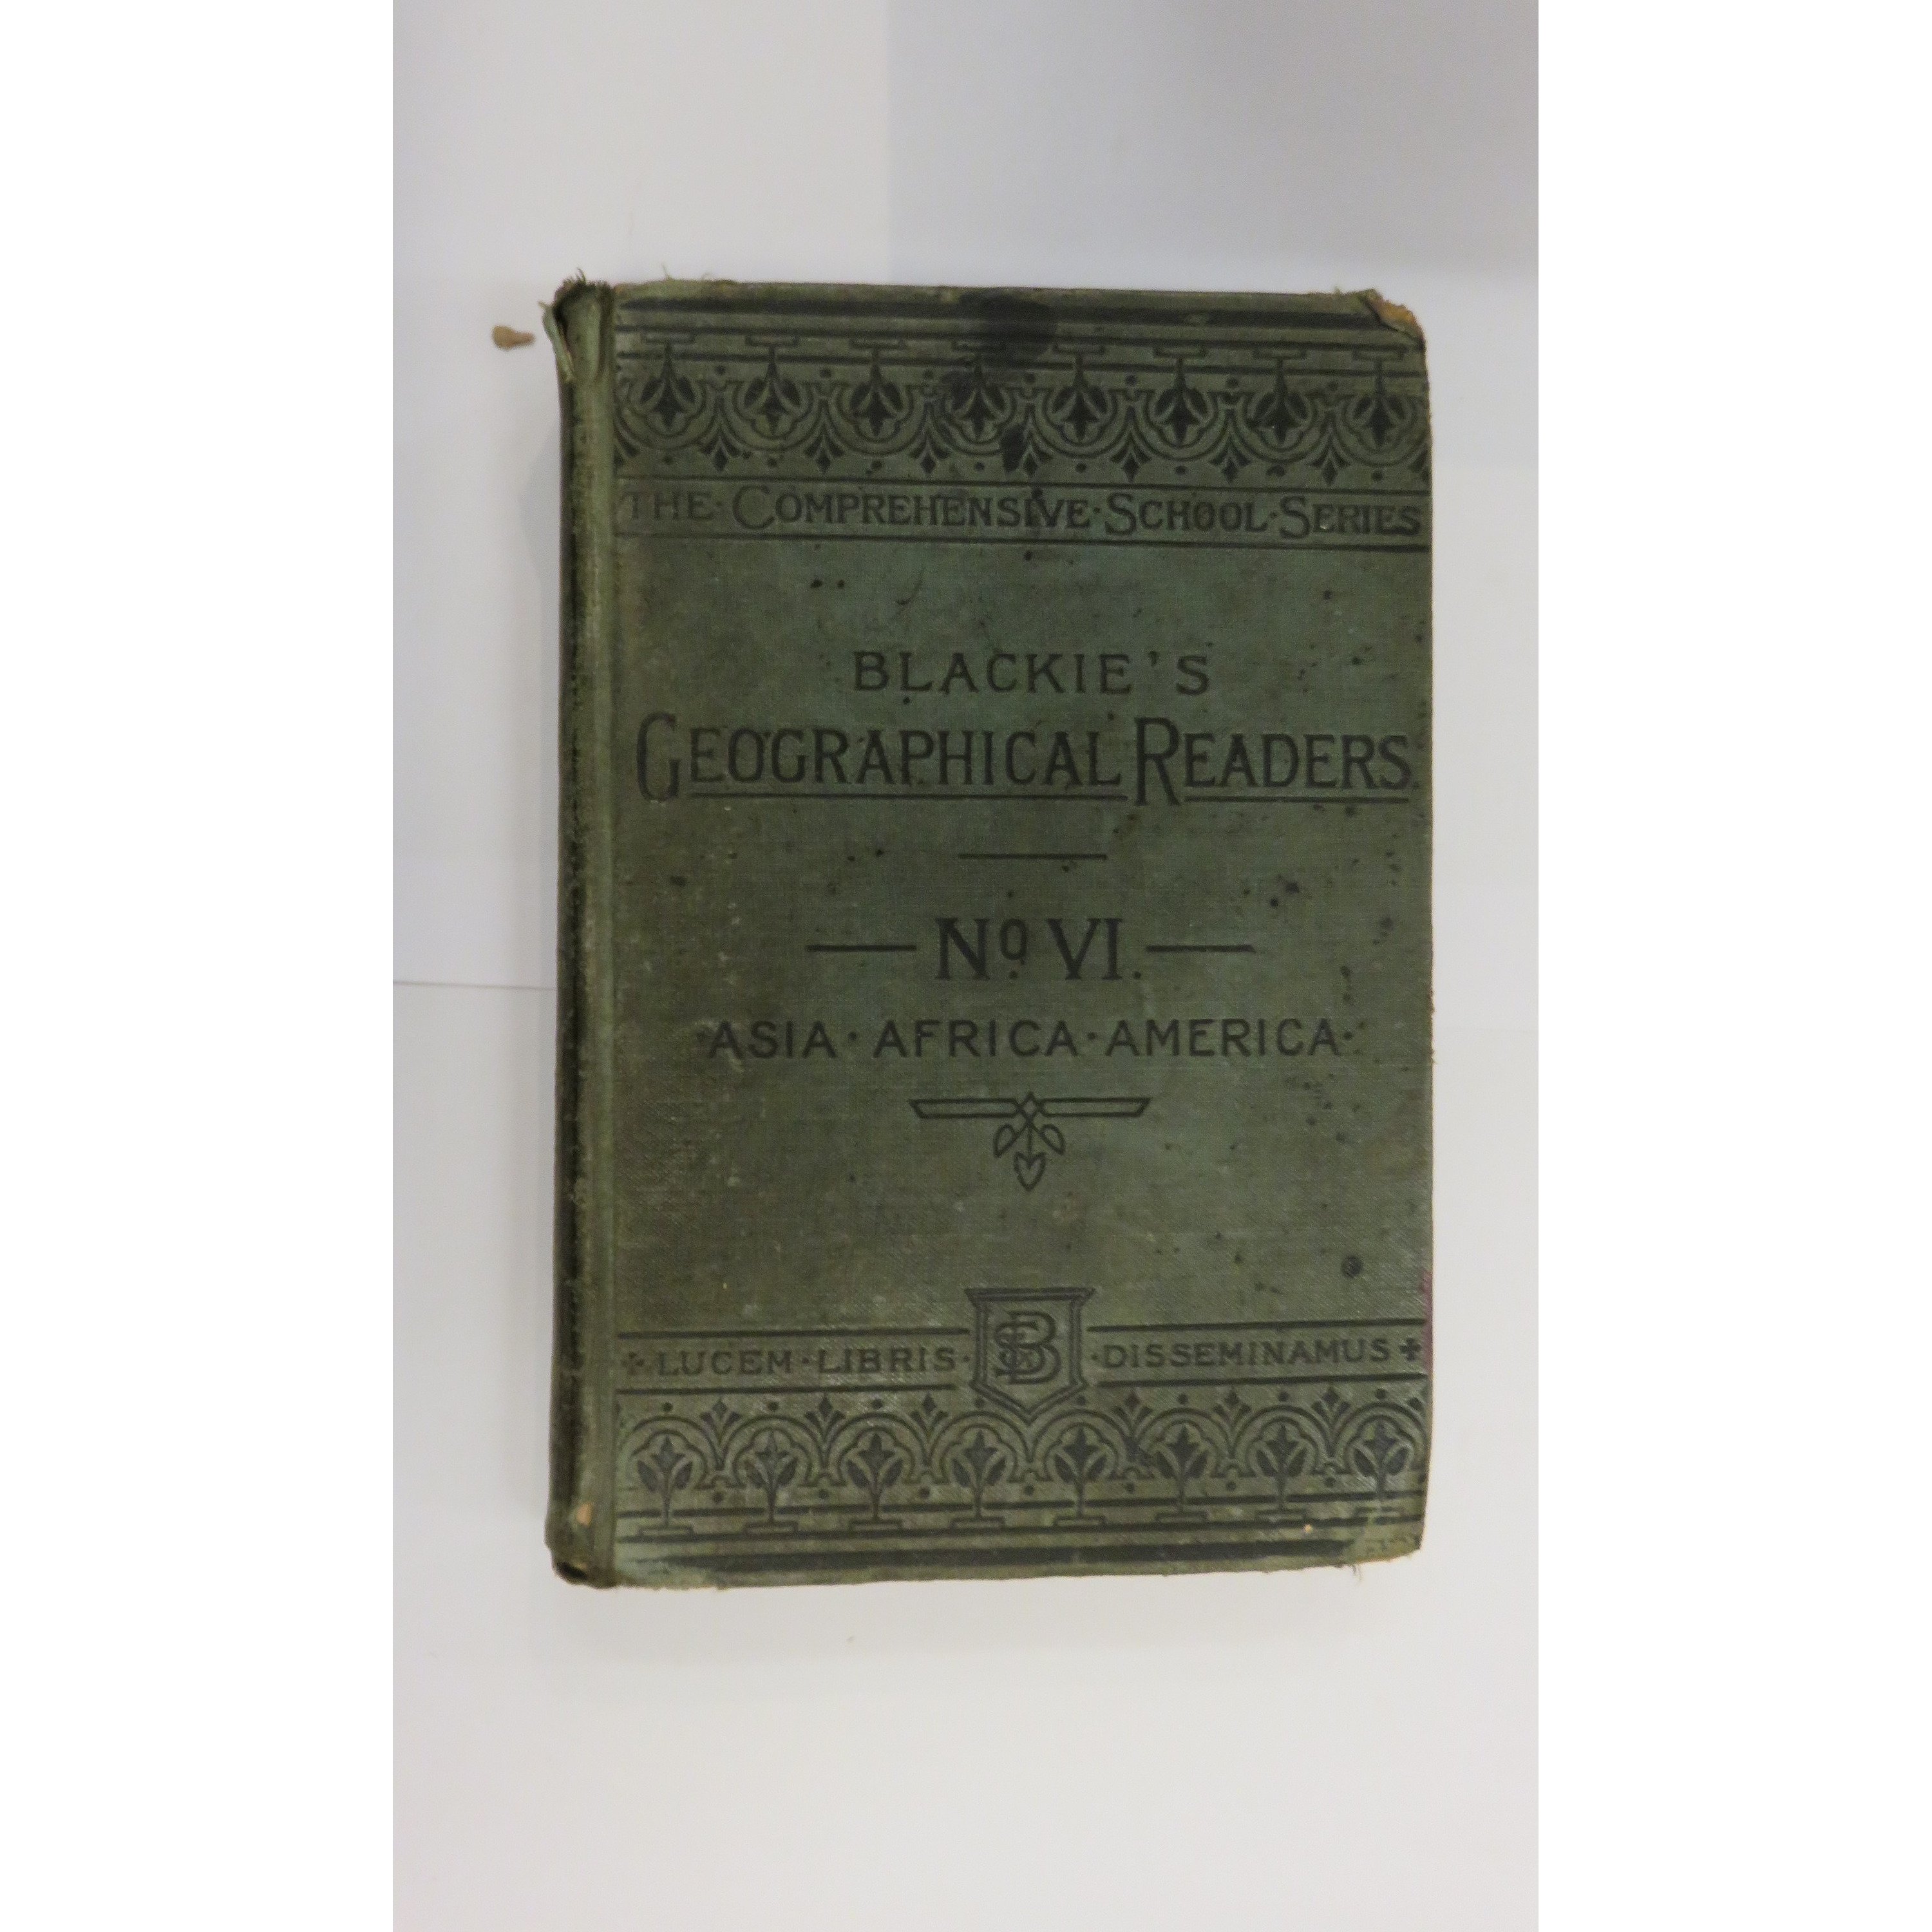 THE · COMPREHENSIVE · SCHOOL · SERIES
BLACKIE'S
GEOGRAPHICAL READERS
No VI.
· ASIA · AFRICA · AMERICA ·
LUCEM · LIBRIS · B&S · DISSEMINAMUS